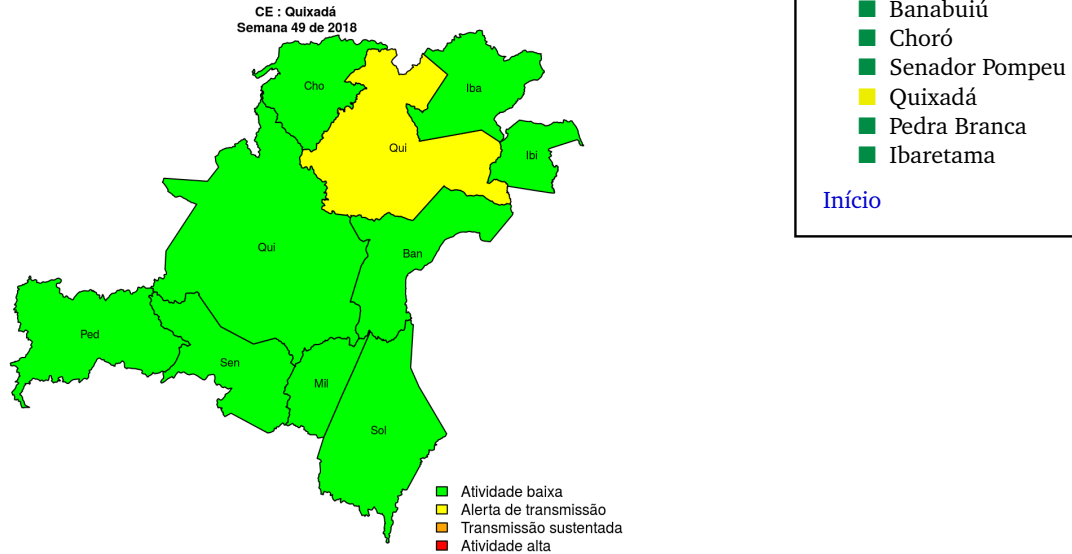 CE : Quixadá
Semana 49 de 2018
Cho
Iba
Qui
Ibi
Qui
Ban
Ped
Sen
Mil
Sol
Atividade baixa
Alerta de transmissão
Transmissão sustentada
Atividade alta
Banabuiú
Choró
Senador Pompeu
Quixadá
Pedra Branca
Ibaretama
Início